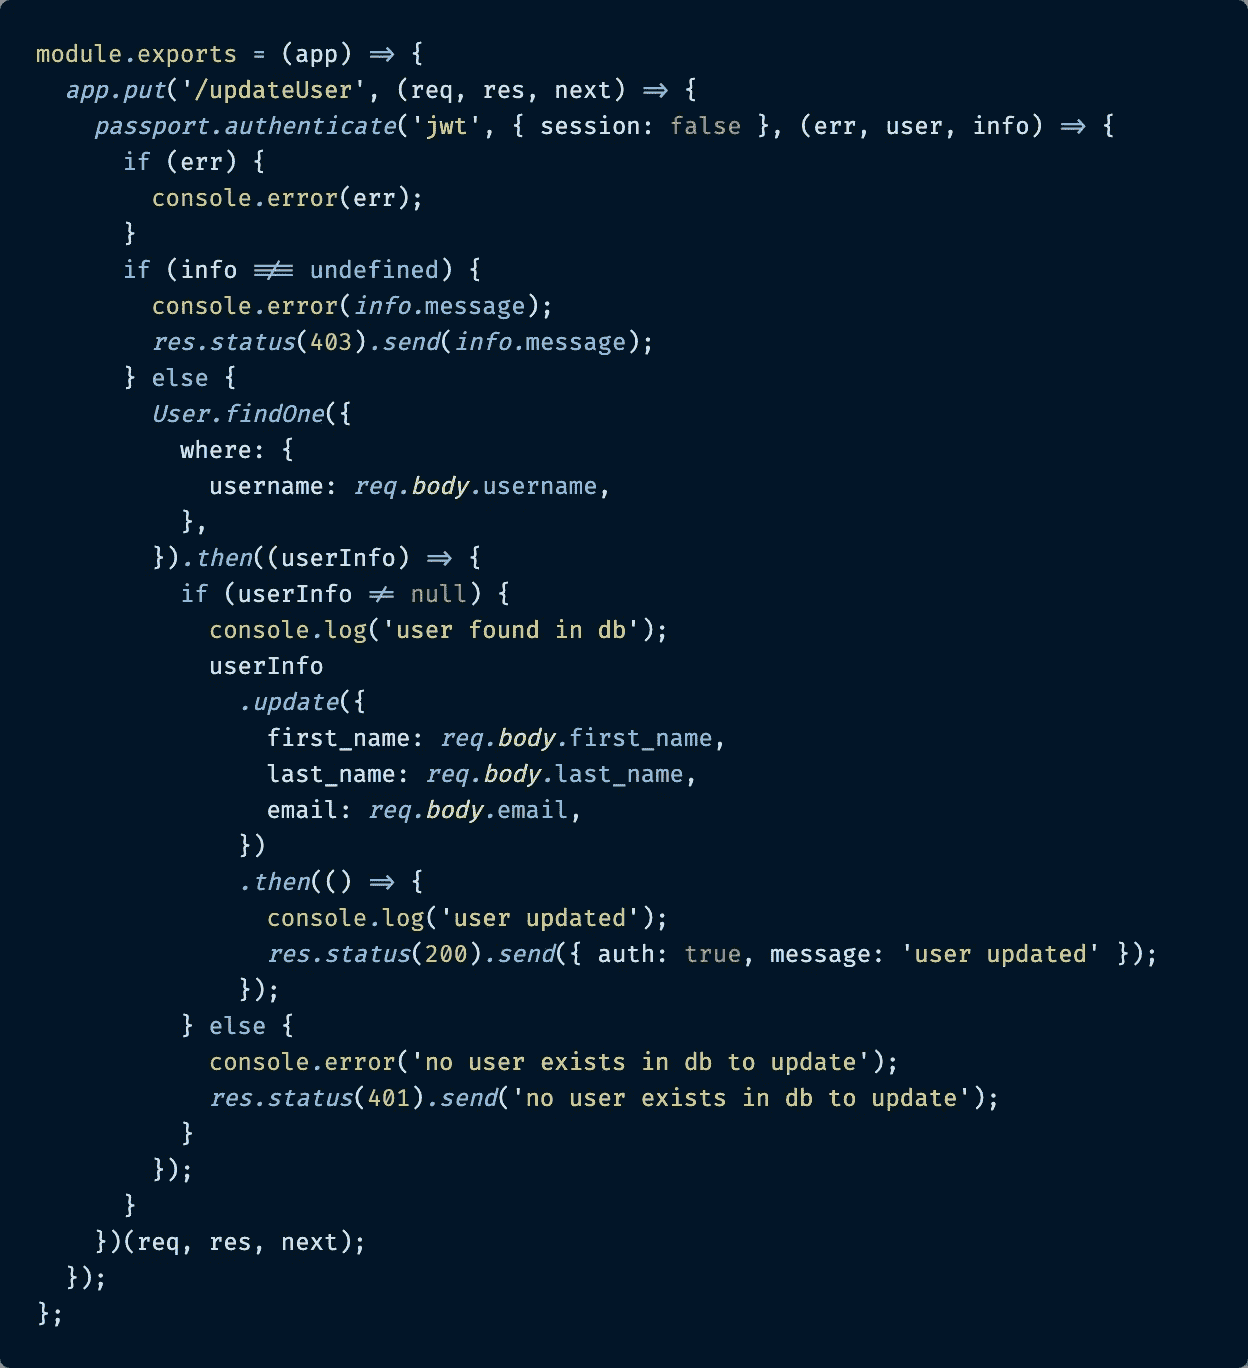 module.exports = (app) => {
  app.put('/updateUser', (req, res, next) => {
    passport.authenticate('jwt', { session: false }, (err, user, info) => {
      if (err) {
        console.error(err);
      }
      if (info !== undefined) {
        console.error(info.message);
        res.status(403).send(info.message);
      } else {
        User.findOne({
          where: {
            username: req.body.username,
          },
        }).then((userInfo) => {
          if (userInfo != null) {
            console.log('user found in db');
            userInfo
              .update({
                first_name: req.body.first_name,
                last_name: req.body.last_name,
                email: req.body.email,
              })
              .then(() => {
                console.log('user updated');
                res.status(200).send({ auth: true, message: 'user updated' });
              });
          } else {
            console.error('no user exists in db to update');
            res.status(401).send('no user exists in db to update');
          }
        });
      }
    })(req, res, next);
  });
};